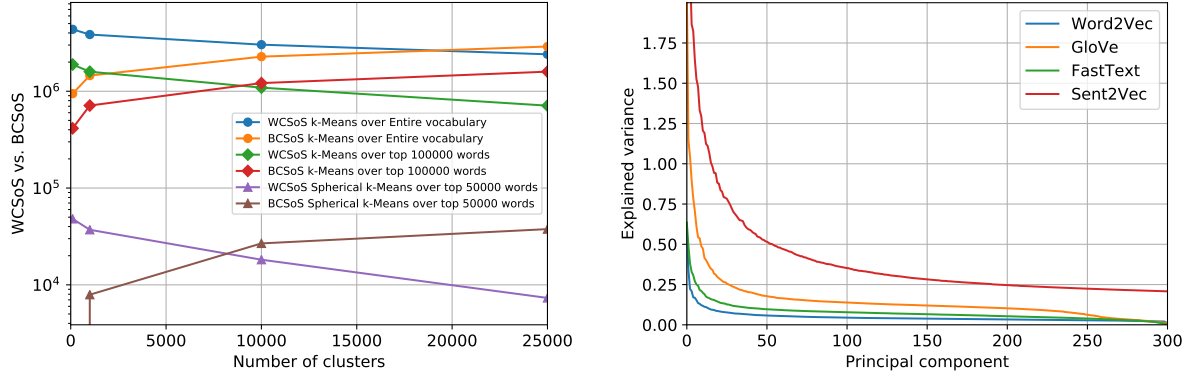 WCSoS vs. BCSoS
10^6
10^5
10^4
WCSoS k-Means over Entire vocabulary
BCSoS k-Means over Entire vocabulary
WCSoS k-Means over top 100000 words
BCSoS k-Means over top 100000 words
WCSoS Spherical k-Means over top 50000 words
BCSoS Spherical k-Means over top 50000 words
0 5000 10000 15000 20000 25000
Number of clusters
Explained variance
1.75
1.50
1.25
1.00
0.75
0.50
0.25
0.00
Word2Vec
GloVe
FastText
Sent2Vec
0 50 100 150 200 250 300
Principal component